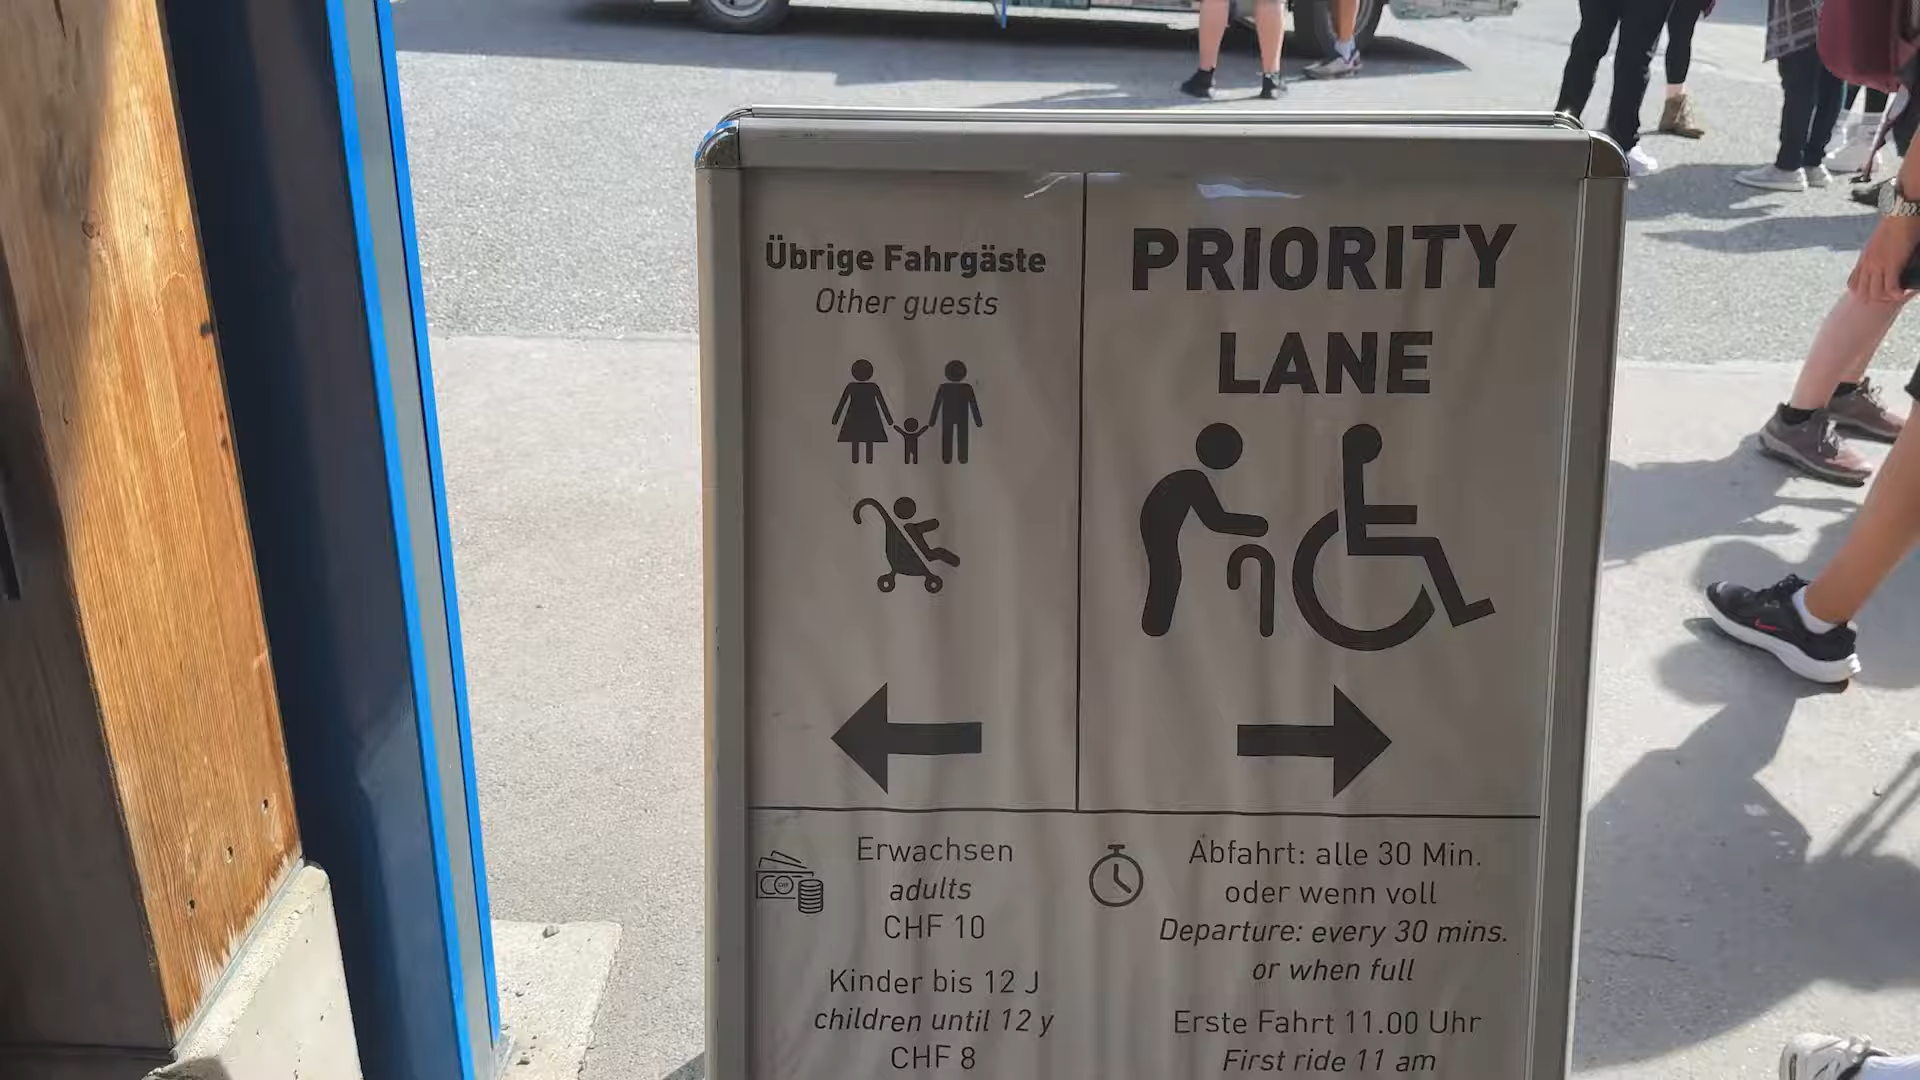 Übrige Fahrgäste
Other guests
PRIORITY
LANE
Erwachsen
adults
CHF 10
Kinder bis 12 J
children until 12 y
CHF 8
Abfahrt: alle 30 Min.
oder wenn voll
Departure: every 30 mins.
or when full
Erste Fahrt 11.00 Uhr
First ride 11 am